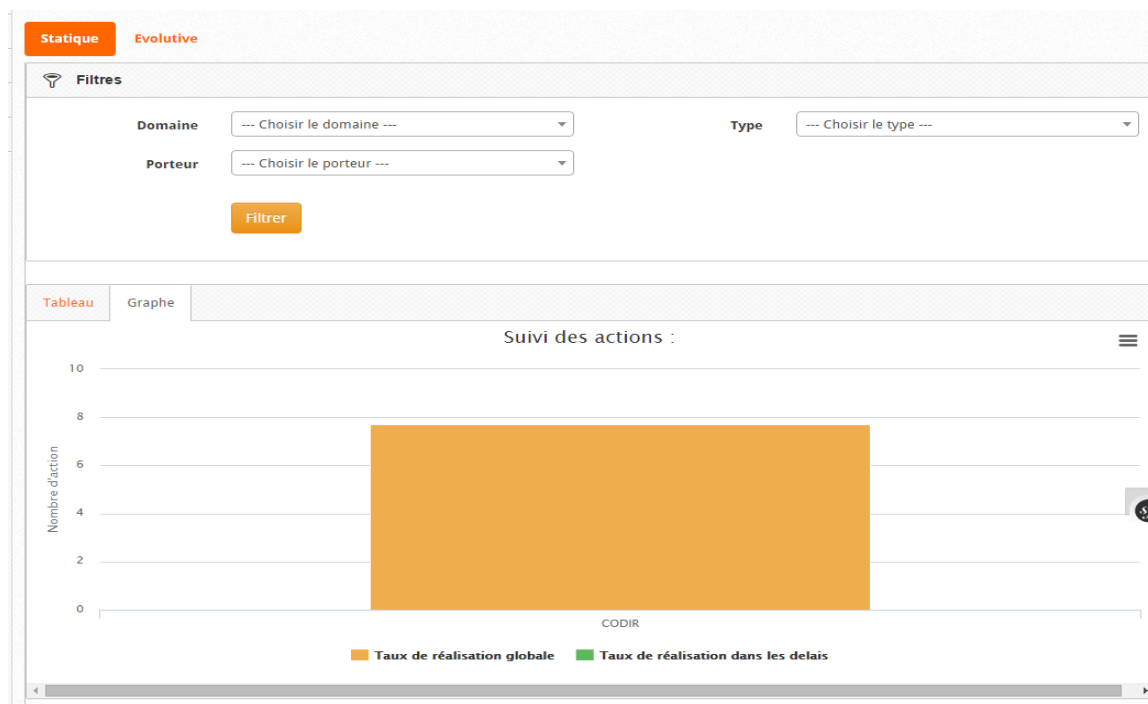 Statique Evolutive
Filtres
Domaine --- Choisir le domaine --- Type --- Choisir le type ---
Porteur --- Choisir le porteur ---
Filtrer
Tableau Graphe
Suivi des actions :
10
8
6
4
2
0
Nombre d'action
CODIR
Taux de réalisation globale Taux de réalisation dans les delais